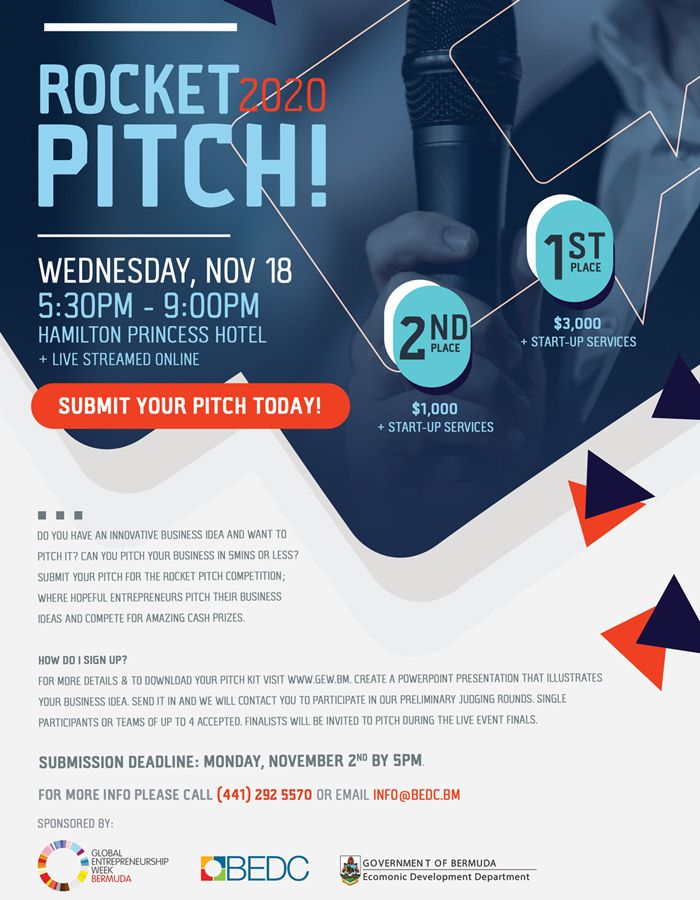 ROCKET 2020
PITCH!
WEDNESDAY, NOV 18
5:30PM - 9:00PM
HAMILTON PRINCESS HOTEL
+ LIVE STREAMED ONLINE
SUBMIT YOUR PITCH TODAY!
1ST
PLACE
$3,000
+ START-UP SERVICES
2ND
PLACE
$1,000
+ START-UP SERVICES
DO YOU HAVE AN INNOVATIVE BUSINESS IDEA AND WANT TO
PITCH IT? CAN YOU PITCH YOUR BUSINESS IN 5MINS OR LESS?
SUBMIT YOUR PITCH FOR THE ROCKET PITCH COMPETITION;
WHERE HOPEFUL ENTREPRENEURS PITCH THEIR BUSINESS
IDEAS AND COMPETE FOR AMAZING CASH PRIZES.
HOW DO I SIGN UP?
FOR MORE DETAILS & TO DOWNLOAD YOUR PITCH KIT VISIT WWW.GEW.BM. CREATE A POWERPOINT PRESENTATION THAT ILLUSTRATES
YOUR BUSINESS IDEA. SEND IT IN AND WE WILL CONTACT YOU TO PARTICIPATE IN OUR PRELIMINARY JUDGING ROUNDS. SINGLE
PARTICIPANTS OR TEAMS OF UP TO 4 ACCEPTED. FINALISTS WILL BE INVITED TO PITCH DURING THE LIVE EVENT FINALS.
SUBMISSION DEADLINE: MONDAY, NOVEMBER 2ND BY 5PM.
FOR MORE INFO PLEASE CALL (441) 292 5570 OR EMAIL INFO@BEDC.BM
SPONSORED BY:
GLOBAL
ENTREPRENEURSHIP
WEEK
BERMUDA
BEDC
GOVERNMENT OF BERMUDA
Ecomonic Development Department